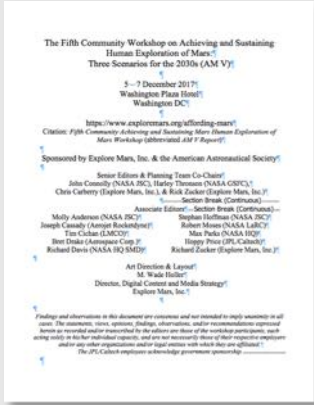 The Fifth Community Workshop on Achieving and Sustaining
Human Exploration of Mars:
Three Scenarios for the 2030s (AM V)¶
¶
5—7 December 2017¶
Washington Plaza Hotel¶
Washington DC¶
¶
https://www.exploremars.org/affording-mars¶
Citation: Fifth Community Achieving and Sustaining Mars Human Exploration of
Mars Workshop (abbreviated AM V Report)¶
¶
Sponsored by Explore Mars, Inc. & the American Astronautical Society¶
¶
Senior Editors & Planning Team Co-Chairs
John Connolly (NASA JSC), Harley Thronson (NASA GSFC),
Chris Carberry (Explore Mars, Inc.), & Rick Zucker (Explore Mars, Inc.)
¶ Section Break (Continuous)
Associate Editors Section Break (Continuous)
Molly Anderson (NASA JSC) Stephan Hoffman (NASA JSC)
Joseph Cassady (Aerojet Rocketdyne) Robert Moses (NASA LaRC)
Tim Cichan (LMCO) Max Parks (NASA HQ)
Bret Drake (Aerospace Corp.) Hoppy Price (JPL/Caltech)
Richard Davis (NASA HQ SMD) Richard Zucker (Explore Mars, Inc.)
¶
Art Direction & Layout
M. Wade Holler
Director, Digital Content and Media Strategy
Explore Mars, Inc.
¶
¶
Findings and observations in this document are consensus and not intended to imply unanimity in all
cases. The statements, views, opinions, findings, observations, and/or recommendations expressed
herein as recorded and/or transcribed by the editors are those of the workshop participants, each
acting solely in his/her individual capacity, and are not necessarily those of their respective employers
and/or any other organizations and/or legal entities with which they are affiliated.
The JPL/Caltech employees acknowledge government sponsorship
¶